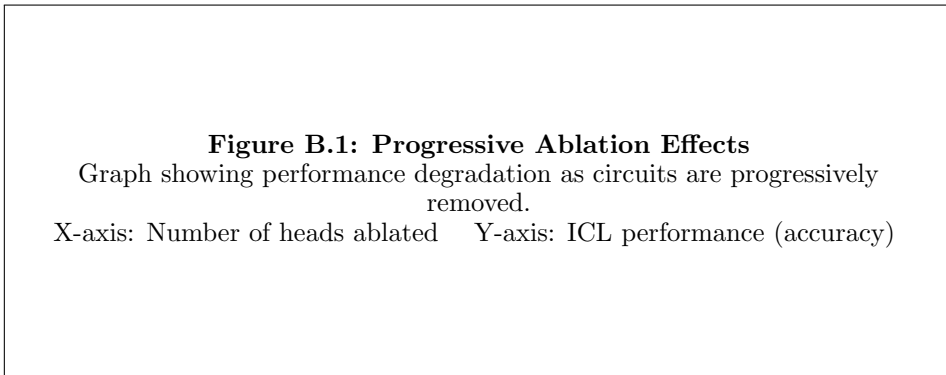 Figure B.1: Progressive Ablation Effects
Graph showing performance degradation as circuits are progressively
removed.
X-axis: Number of heads ablated Y-axis: ICL performance (accuracy)